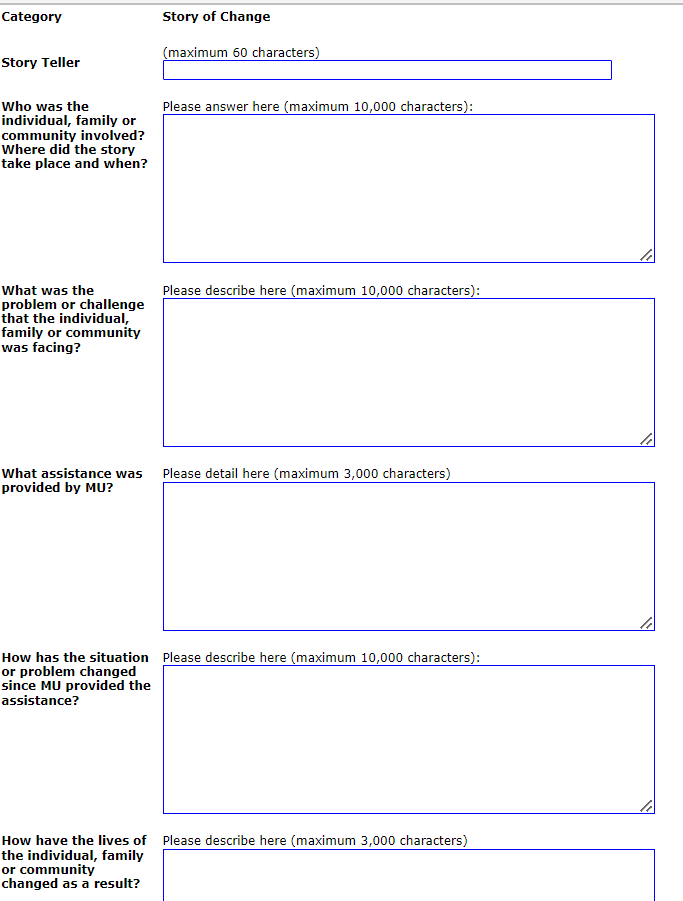 Category
Story of Change
Story Teller
(maximum 60 characters)
Who was the
individual, family or
community involved?
Where did the story
take place and when?
Please answer here (maximum 10,000 characters):
What was the
problem or challenge
that the individual,
family or community
was facing?
Please describe here (maximum 10,000 characters):
What assistance was
provided by MU?
Please detail here (maximum 3,000 characters)
How has the situation
or problem changed
since MU provided the
assistance?
Please describe here (maximum 10,000 characters):
How have the lives of
the individual, family
or community
changed as a result?
Please describe here (maximum 3,000 characters)